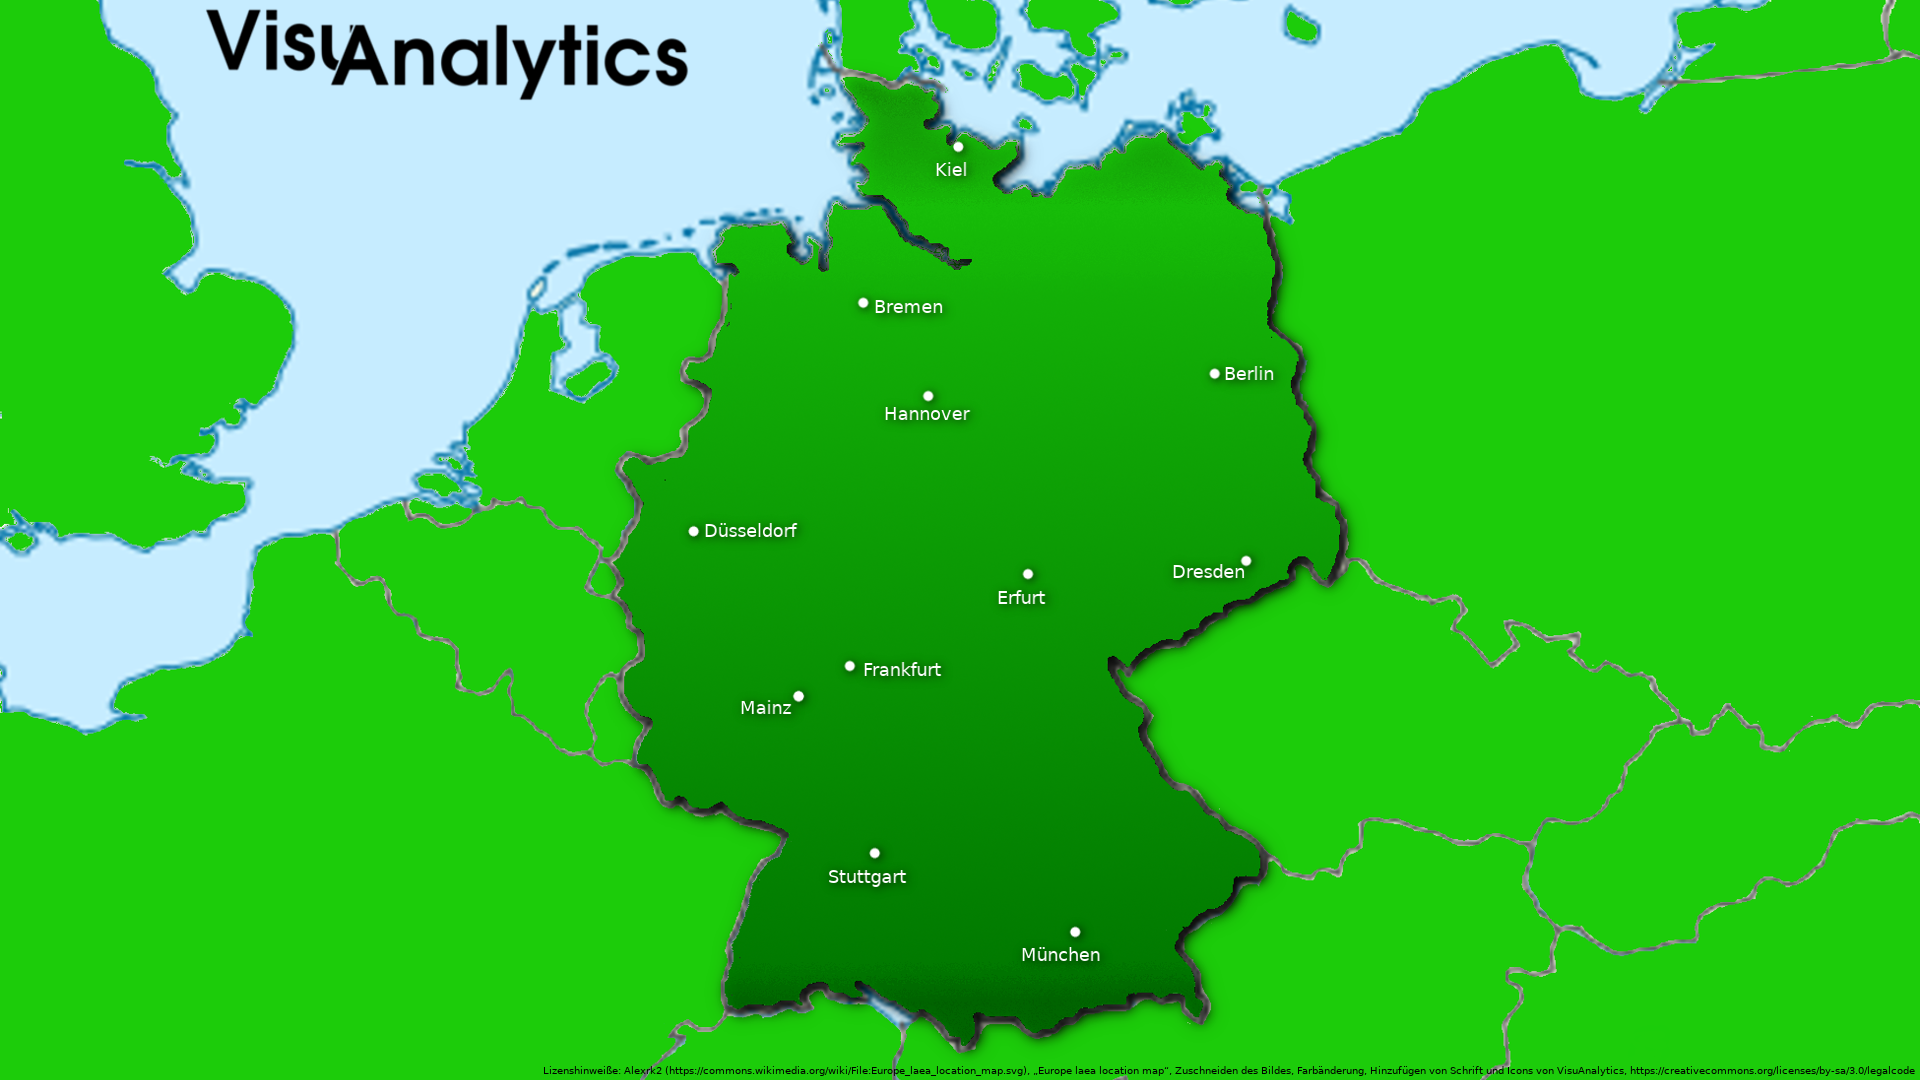 VisuAnalytics
Kiel
Bremen
Berlin
Hannover
Düsseldorf
Dresden
Erfurt
Frankfurt
Mainz
Stuttgart
München
Lizenshinweiße: Alexrk2 (https://commons.wikimedia.org/wiki/File:Europe_laea_location_map.svg), „Europe laea location map“, Zuschneiden des Bildes, Farbänderung, Hinzufügen von Schrift und Icons von VisuAnalytics, https://creativecommons.org/licenses/by-sa/3.0/legalcode